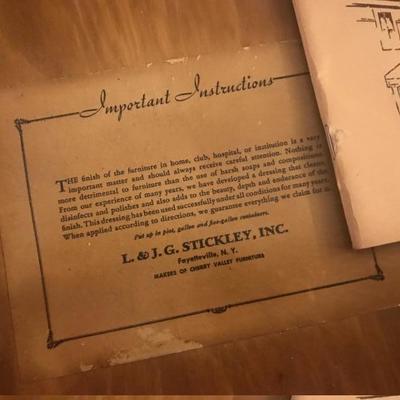 Important Instructions
THE finish of the furniture in home, club, hospital, or institution is a very
important matter and should always receive careful attention. Nothing is
more detrimental to furniture than the use of harsh soaps and compositions.
From our experience of many years, we have developed a dressing that cleans,
disinfects and polishes and also adds to the beauty, depth and endurance of the
finish. This dressing has been used successfully under all conditions for many years.
When applied according to directions, we guarantee everything we claim for it.
Put up in pint, gallon and five-gallon containers.
L. & J. G. STICKLEY, INC.
Fayetteville, N. Y.
MAKERS OF CHERRY VALLEY FURNITURE